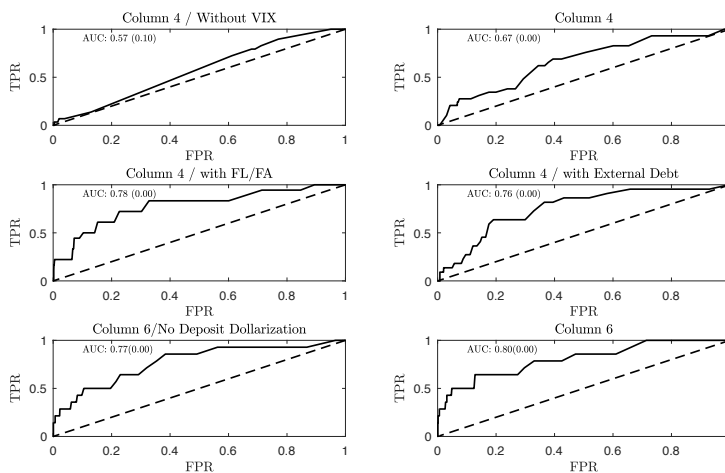 Column 4 / Without VIX
AUC: 0.57 (0.10)
1
0.5
0
TPR
0 0.2 0.4 0.6 0.8 1
FPR
Column 4
AUC: 0.67 (0.00)
1
0.5
0
TPR
0 0.2 0.4 0.6 0.8
FPR
Column 4 / with FL/FA
AUC: 0.78 (0.00)
1
0.5
0
TPR
0 0.2 0.4 0.6 0.8 1
FPR
Column 4 / with External Debt
AUC: 0.76 (0.00)
1
0.5
0
TPR
0 0.2 0.4 0.6 0.8
FPR
Column 6/No Deposit Dollarization
AUC: 0.77(0.00)
1
0.5
0
TPR
0 0.2 0.4 0.6 0.8 1
FPR
Column 6
AUC: 0.80(0.00)
1
0.5
0
TPR
0 0.2 0.4 0.6 0.8
FPR